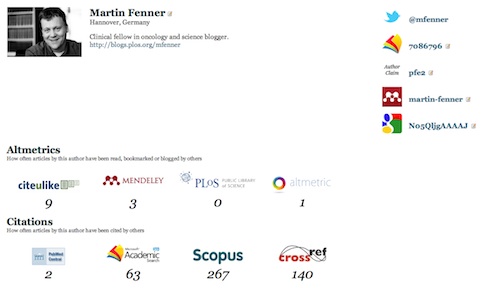 Martin Fenner
Hannover, Germany
Clinical fellow in oncology and science blogger.
http://blogs.plos.org/mfenner
@mfenner
7086796
Author
Claim
pfe2
martin-fenner
No5QljgAAAAJ
Altmetrics
How often articles by this author have been read, bookmarked or blogged by others
citeulike
MENDELEY
PLoS PUBLIC LIBRARY
of SCIENCE
altmetric
9 3 0 1
Citations
How often articles by this author have been cited by others
PubMed
Central
Microsoft
Academic
Search
Scopus
crossref
2 63 267 140